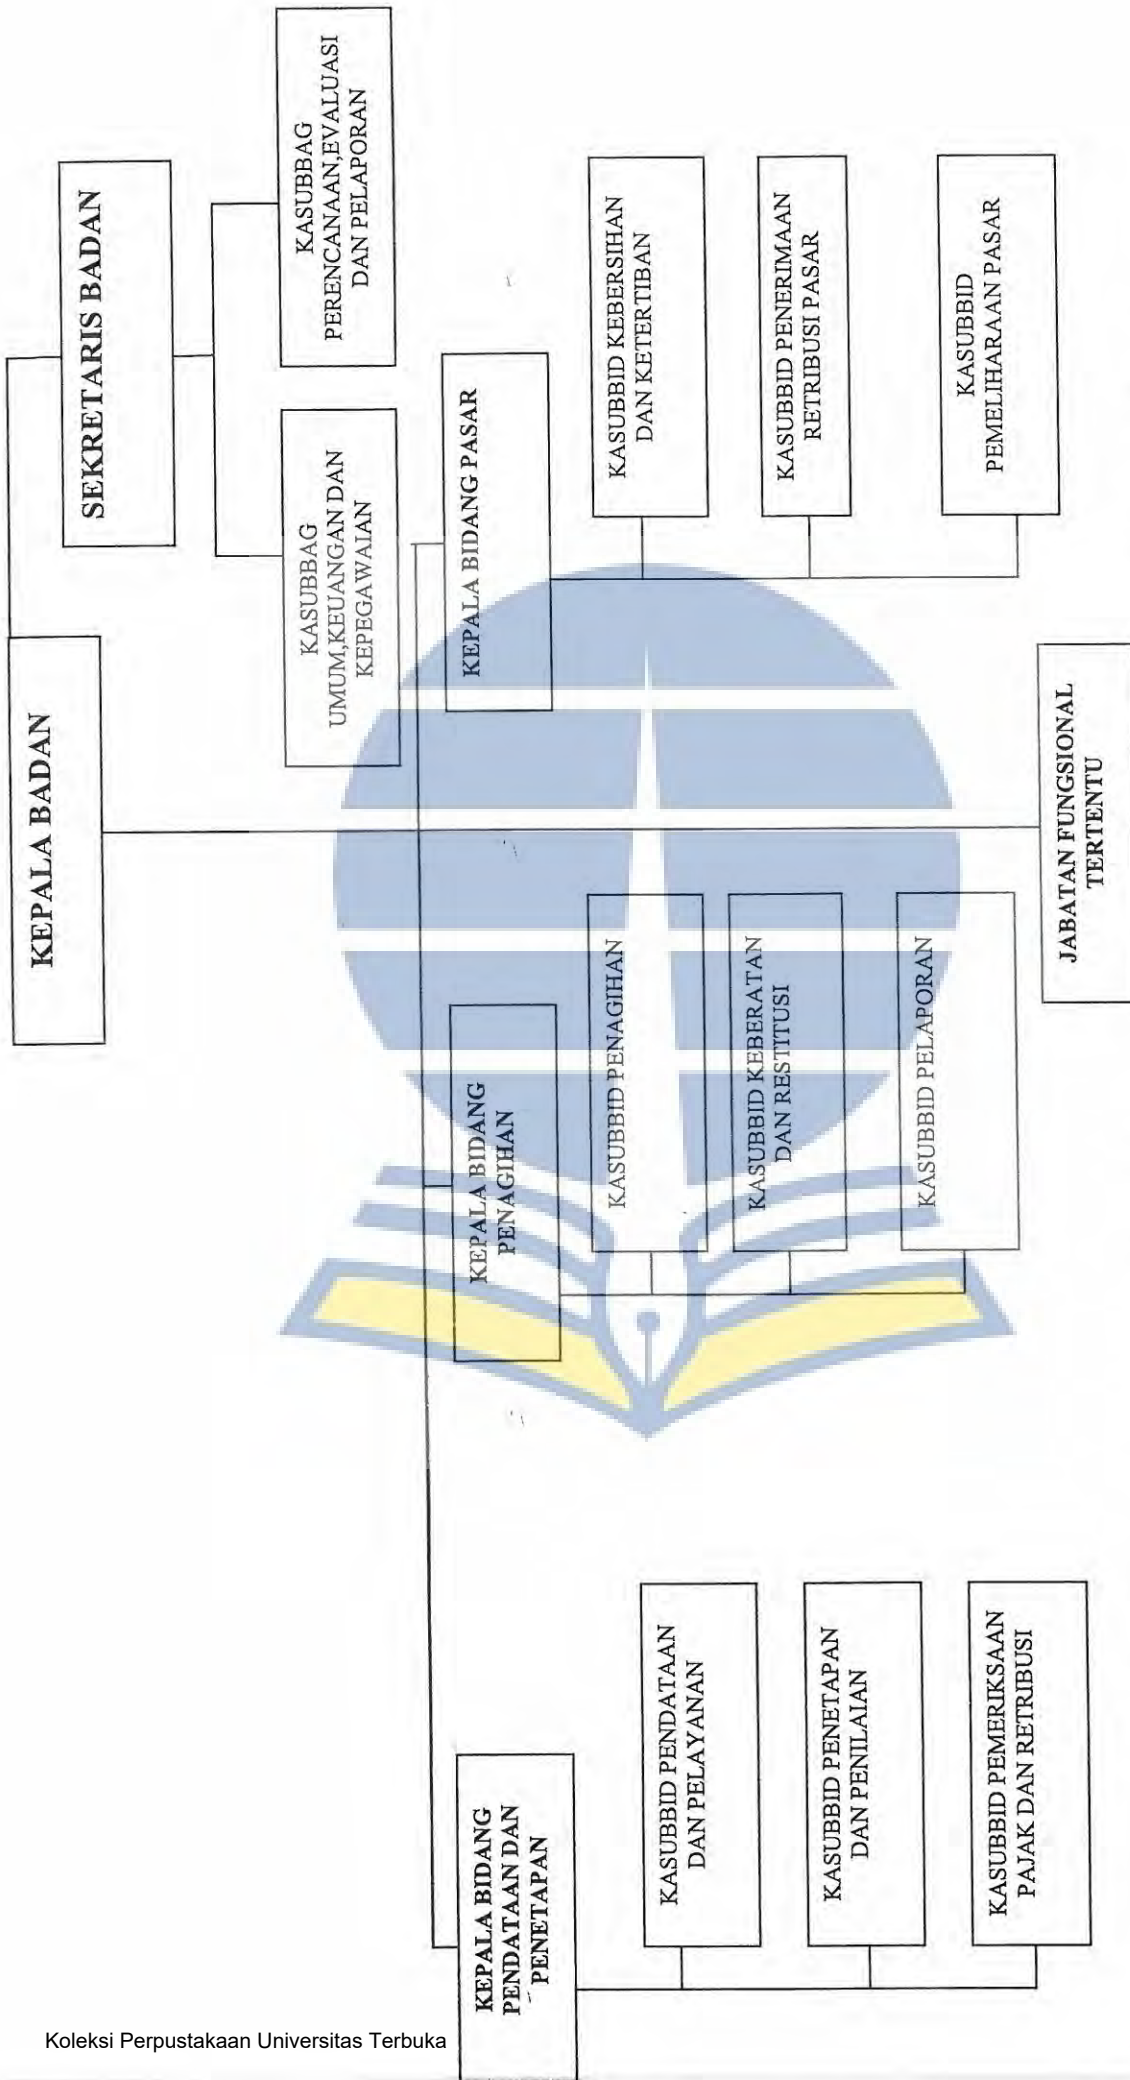 KEPALA BADAN
SEKRETARIS BADAN
KASUBBAG
UMUM,KEUANGAN DAN
KEPEGAWAIAN
KASUBBAG
PERENCANAAN,EVALUASI
DAN PELAPORAN
KEPALA BIDANG
PENDATAAN DAN
PENETAPAN
KASUBBID PENDATAAN
DAN PELAYANAN
KASUBBID PENETAPAN
DAN PENILAIAN
KASUBBID PEMERIKSAAN
PAJAK DAN RETRIBUSI
KEPALA BIDANG
PENAGIHAN
KASUBBID PENAGIHAN
KASUBBID KEBERATAN
DAN RESTITUSI
KASUBBID PELAPORAN
KEPALA BIDANG PASAR
KASUBBID KEBERSIHAN
DAN KETERTIBAN
KASUBBID PENERIMAAN
RETRIBUSI PASAR
KASUBBID
PEMELIHARAAN PASAR
JABATAN FUNGSIONAL
TERTENTU
Koleksi Perpustakaan Universitas Terbuka